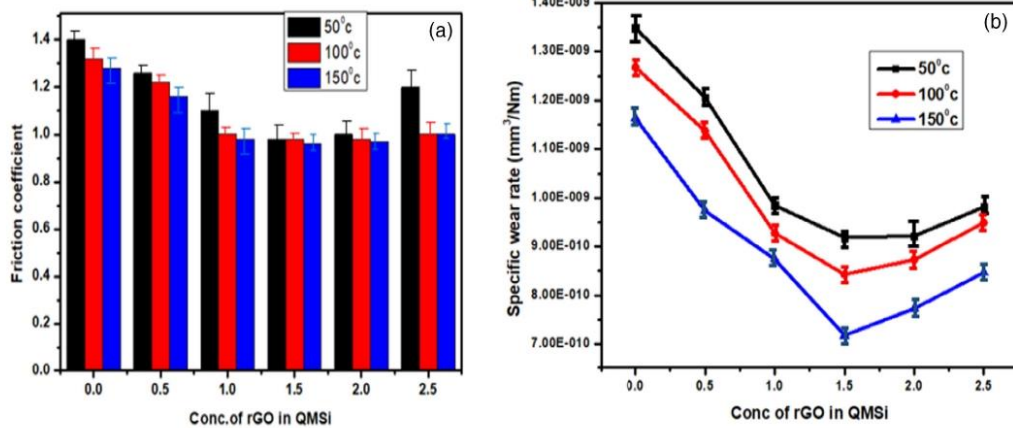 (a)
50⁰c
100⁰c
150⁰c
Friction coefficient
1.4
1.2
1.0
0.8
0.6
0.4
0.2
0.0
0.0 0.5 1.0 1.5 2.0 2.5
Conc.of rGO in QMSi
(b)
50⁰c
100⁰c
150⁰c
Specific wear rate (mm³/Nm)
1.40E-009
1.30E-009
1.20E-009
1.10E-009
1.00E-009
9.00E-010
8.00E-010
7.00E-010
0.0 0.5 1.0 1.5 2.0 2.5
Conc of rGO in QMSi